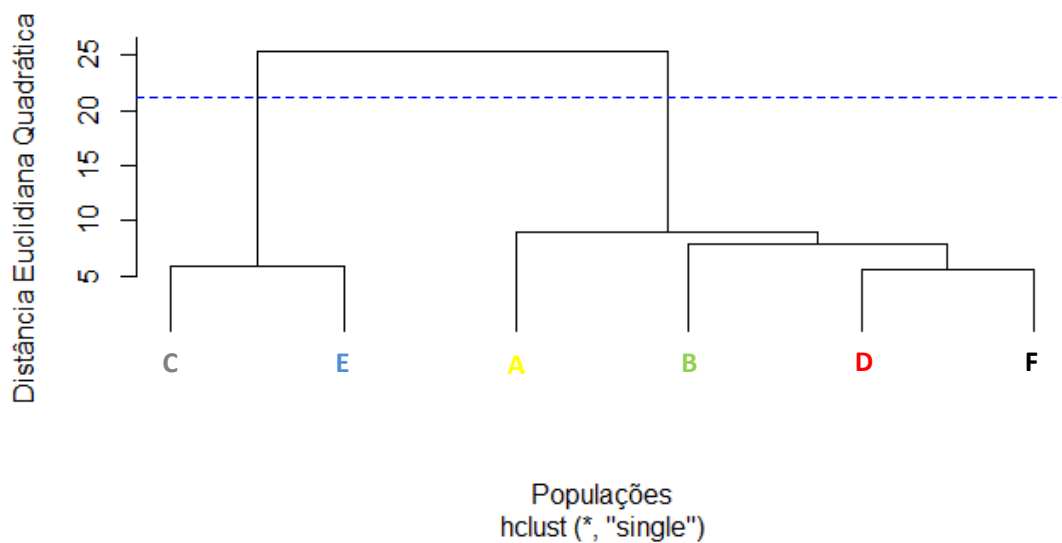 Distância Euclidiana Quadrática
25
20
15
10
5
C E A B D F
Populações
hclust (*, "single")